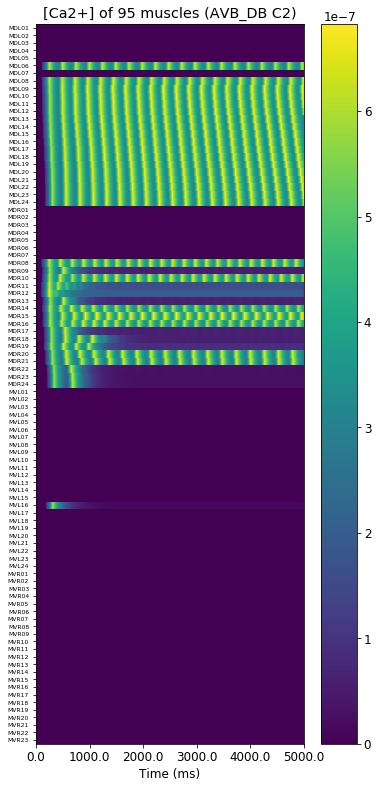 [Ca2+] of 95 muscles (AVB_DB C2)
1e−7
MDL01
MDL02
MDL03
MDL04
MDL05
MDL06
MDL07
MDL08
MDL09
MDL10
MDL11
MDL12
MDL13
MDL14
MDL15
MDL16
MDL17
MDL18
MDL19
MDL20
MDL21
MDL22
MDL23
MDL24
MDR01
MDR02
MDR03
MDR04
MDR05
MDR06
MDR07
MDR08
MDR09
MDR10
MDR11
MDR12
MDR13
MDR14
MDR15
MDR16
MDR17
MDR18
MDR19
MDR20
MDR21
MDR22
MDR23
MDR24
MVL01
MVL02
MVL03
MVL04
MVL05
MVL06
MVL07
MVL08
MVL09
MVL10
MVL11
MVL12
MVL13
MVL14
MVL15
MVL16
MVL17
MVL18
MVL19
MVL20
MVL21
MVL22
MVL23
MVL24
MVR01
MVR02
MVR03
MVR04
MVR05
MVR06
MVR07
MVR08
MVR09
MVR10
MVR11
MVR12
MVR13
MVR14
MVR15
MVR16
MVR17
MVR18
MVR19
MVR20
MVR21
MVR22
MVR23
0.0 1000.0 2000.0 3000.0 4000.0 5000.0
Time (ms)
6
5
4
3
2
1
0